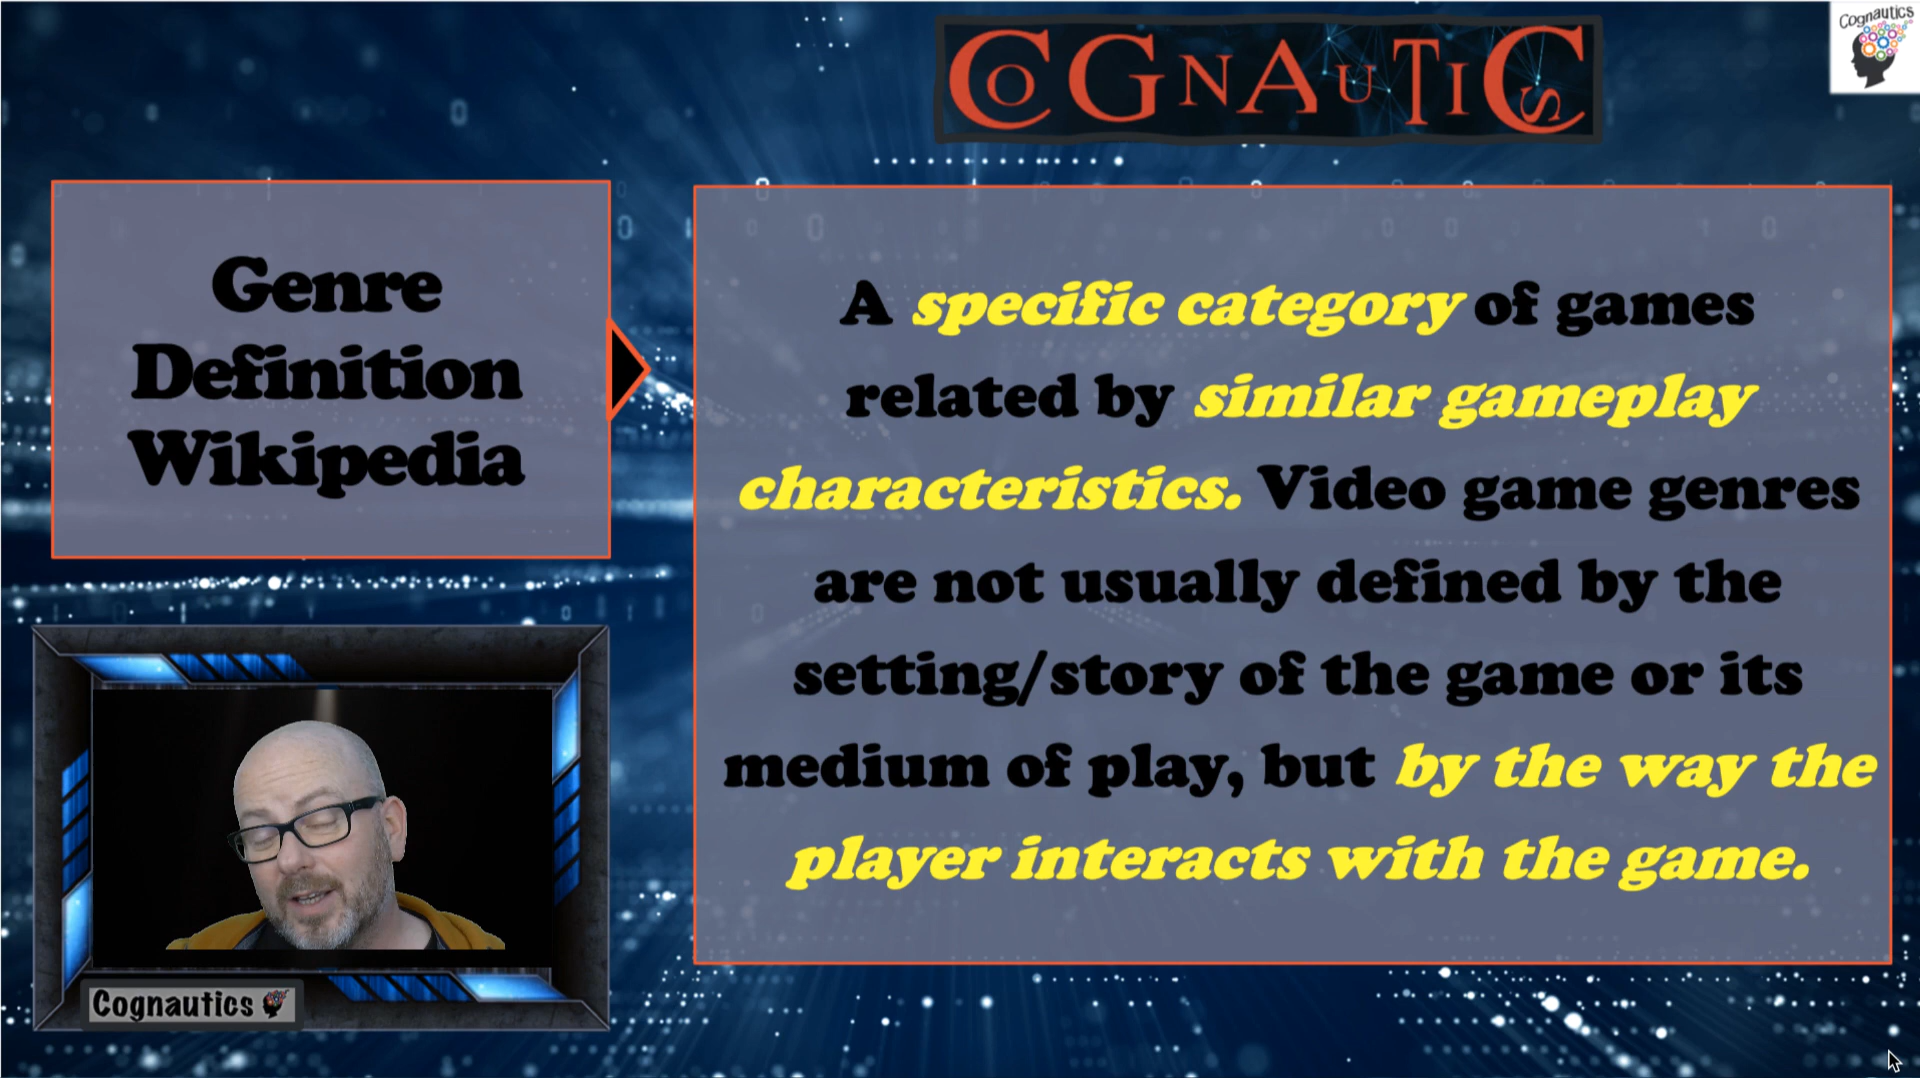 COGNAUTICS
Cognautics
Genre
Definition
Wikipedia
A specific category of games
related by similar gameplay
characteristics. Video game genres
are not usually defined by the
setting/story of the game or its
medium of play, but by the way the
player interacts with the game.
Cognautics